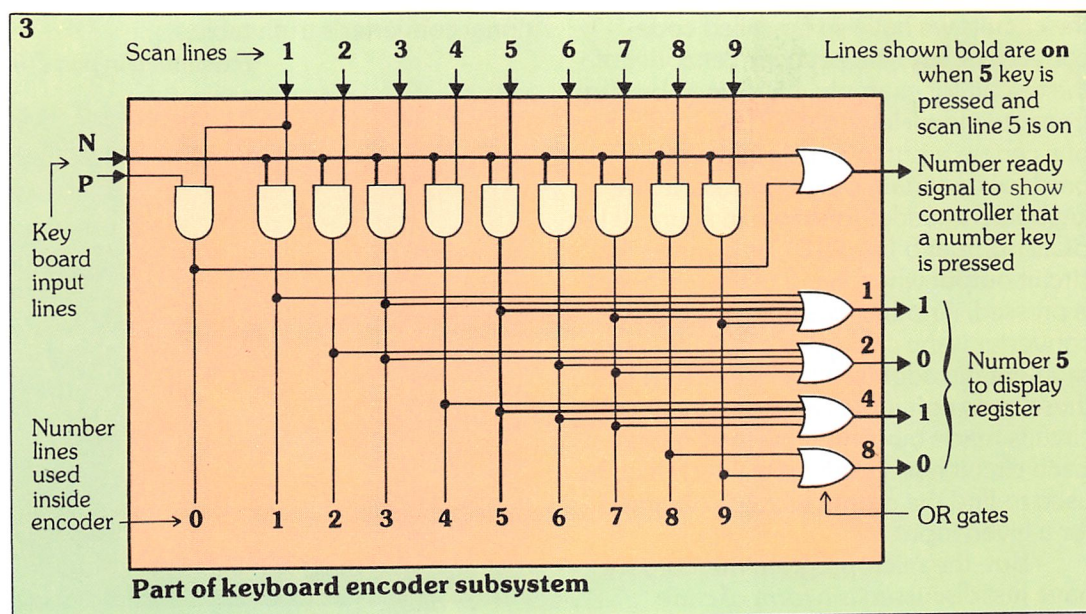 3
Scan lines → 1 2 3 4 5 6 7 8 9
Lines shown bold are on
when 5 key is
pressed and
scan line 5 is on
N
P
Key
board
input
lines
Number ready
signal to show
controller that
a number key
is pressed
1 1
2 0
4 1
8 0
Number 5
to display
register
Number
lines
used
inside
encoder → 0 1 2 3 4 5 6 7 8 9
OR gates
Part of keyboard encoder subsystem